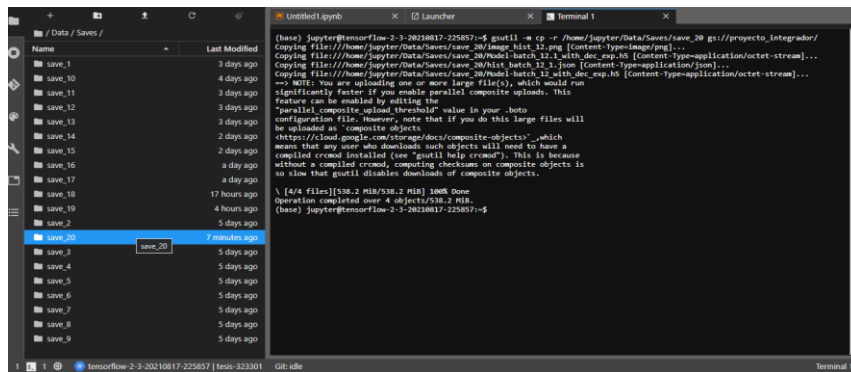 Untitled1.ipynb
Launcher
Terminal 1
/ Data / Saves /
Name
Last Modified
save_1 3 days ago
save_10 4 days ago
save_11 3 days ago
save_12 3 days ago
save_13 3 days ago
save_14 2 days ago
save_15 2 days ago
save_16 a day ago
save_17 a day ago
save_18 17 hours ago
save_19 4 hours ago
save_2 5 days ago
save_20 7 minutes ago
save_20
save_3 5 days ago
save_4 5 days ago
save_5 5 days ago
save_6 5 days ago
save_7 5 days ago
save_8 5 days ago
save_9 5 days ago
(base) jupyter@tensorflow-2-3-20210817-225857:~$ gsutil -m cp -r /home/jupyter/Data/Saves/save_20 gs://proyecto_integrador/
Copying file:///home/jupyter/Data/Saves/save_20/image_hist_12.png [Content-Type=image/png]...
Copying file:///home/jupyter/Data/Saves/save_20/Model-batch_12.1_with_dec_exp.h5 [Content-Type=application/octet-stream]...
Copying file:///home/jupyter/Data/Saves/save_20/hist_batch_12_1.json [Content-Type=application/json]...
Copying file:///home/jupyter/Data/Saves/save_20/Model-batch_12_with_dec_exp.h5 [Content-Type=application/octet-stream]...
==> NOTE: You are uploading one or more large file(s), which would run
significantly faster if you enable parallel composite uploads. This
feature can be enabled by editing the
"parallel_composite_upload_threshold" value in your .boto
configuration file. However, note that if you do this large files will
be uploaded as `composite objects
<https://cloud.google.com/storage/docs/composite-objects>`_,which
means that any user who downloads such objects will need to have a
compiled crcmod installed (see "gsutil help crcmod"). This is because
without a compiled crcmod, computing checksums on composite objects is
so slow that gsutil disables downloads of composite objects.
\ [4/4 files][538.2 MiB/538.2 MiB] 100% Done
Operation completed over 4 objects/538.2 MiB.
(base) jupyter@tensorflow-2-3-20210817-225857:~$
1 1 tensorflow-2-3-20210817-225857 | tesis-323301 Git: idle Terminal 1